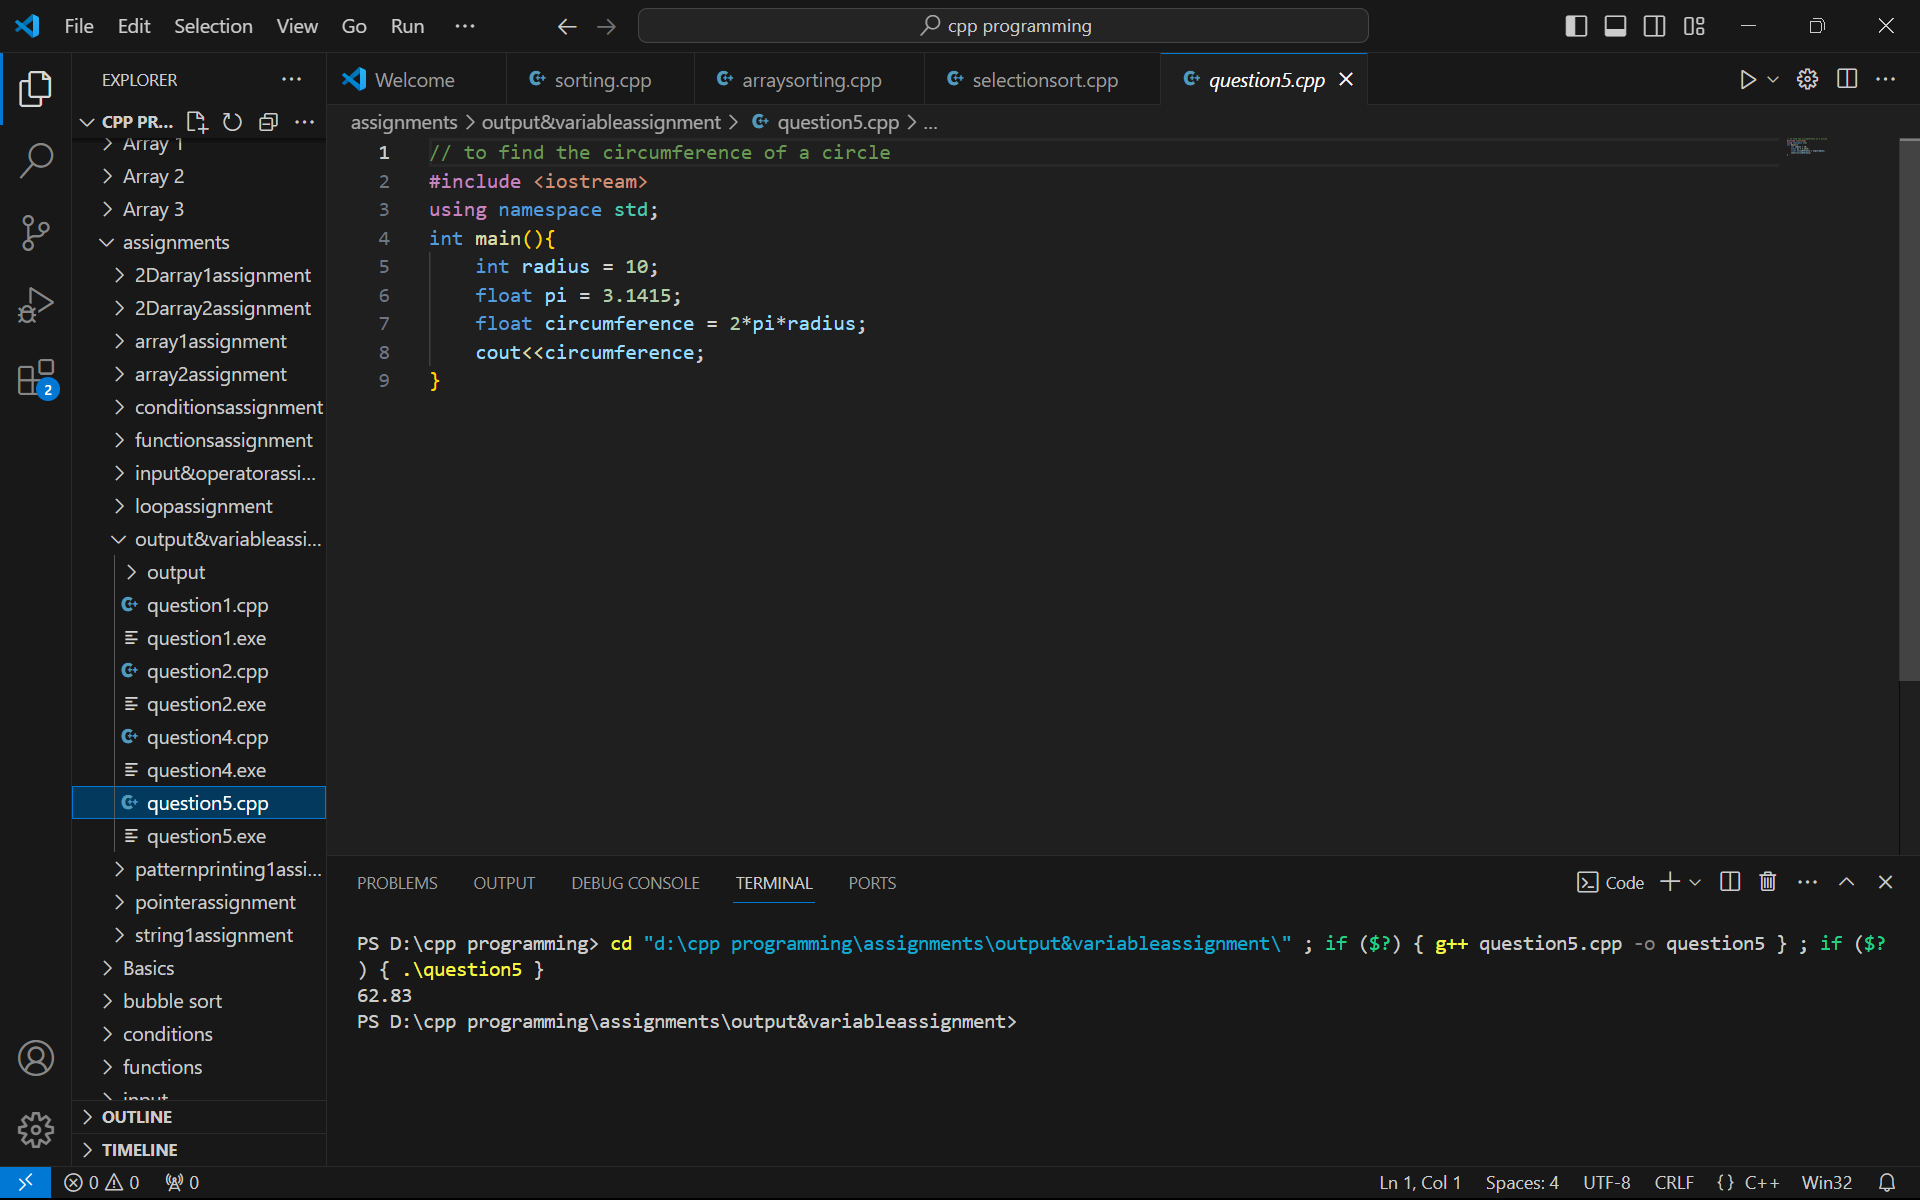 File Edit Selection View Go Run ···
cpp programming
EXPLORER ···
CPP PR... ···
Array 1
Array 2
Array 3
assignments
2Darray1assignment
2Darray2assignment
array1assignment
array2assignment
conditionsassignment
functionsassignment
input&operatorassi...
loopassignment
output&variableassi...
output
question1.cpp
question1.exe
question2.cpp
question2.exe
question4.cpp
question4.exe
question5.cpp
question5.exe
patternprinting1assi...
pointerassignment
string1assignment
Basics
bubble sort
conditions
functions
input
OUTLINE
TIMELINE
2
Welcome sorting.cpp arraysorting.cpp selectionsort.cpp question5.cpp
assignments > output&variableassignment > question5.cpp > ...
1 // to find the circumference of a circle
2 #include <iostream>
3 using namespace std;
4 int main(){
5 int radius = 10;
6 float pi = 3.1415;
7 float circumference = 2*pi*radius;
8 cout<<circumference;
9 }
PROBLEMS OUTPUT DEBUG CONSOLE TERMINAL PORTS
Code ···
PS D:\cpp programming> cd "d:\cpp programming\assignments\output&variableassignment\" ; if ($?) { g++ question5.cpp -o question5 } ; if ($?
) { .\question5 }
62.83
PS D:\cpp programming\assignments\output&variableassignment>
0 0 0
Ln 1, Col 1 Spaces: 4 UTF-8 CRLF {} C++ Win32